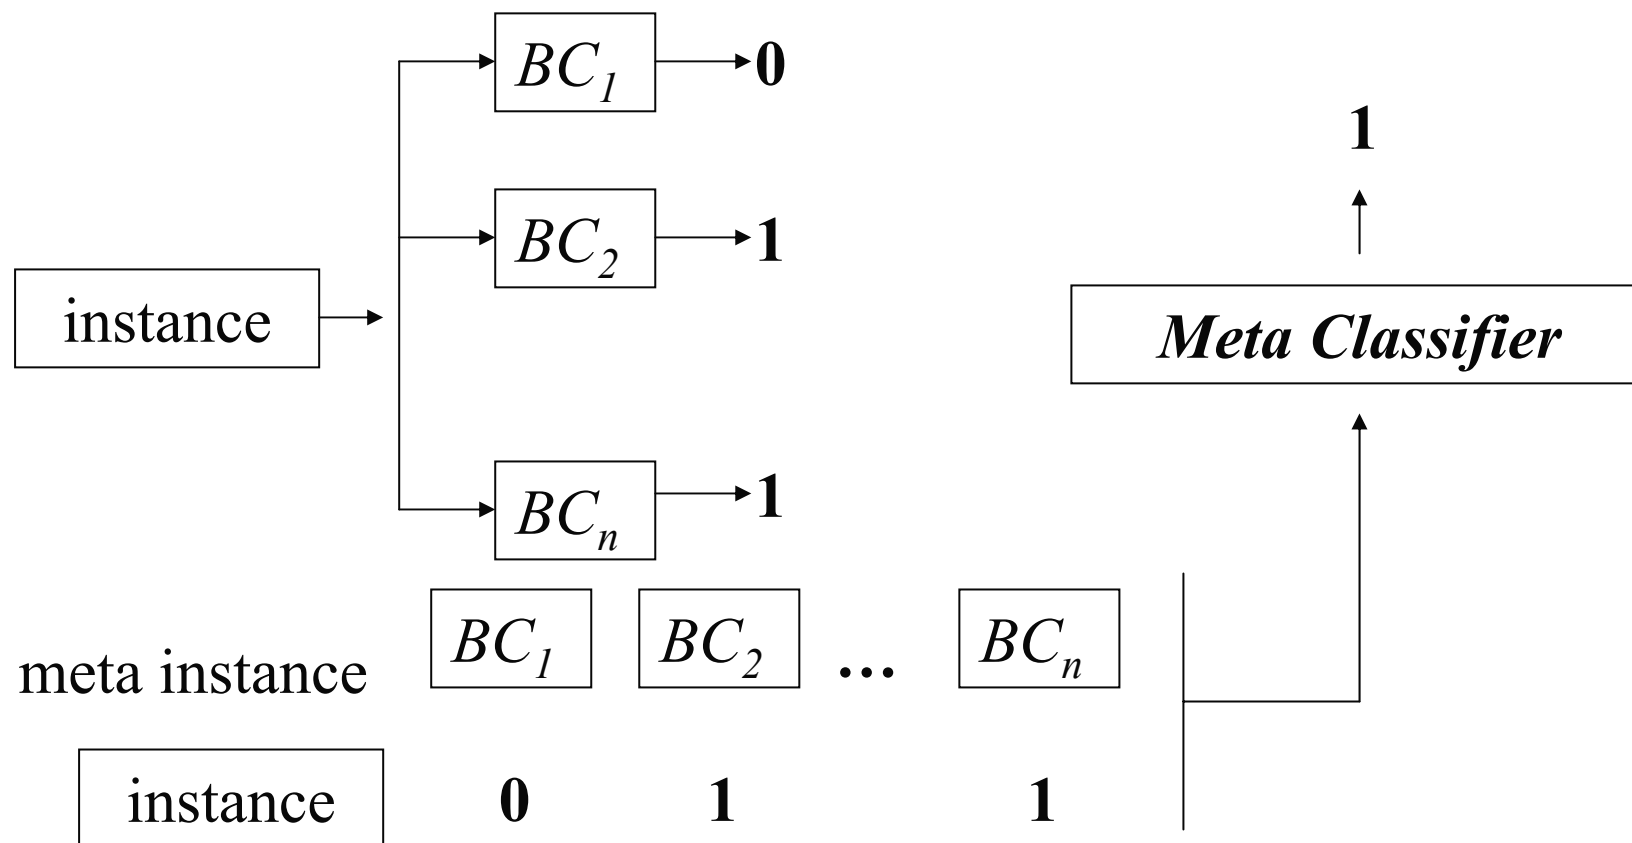 BC1 0
1
BC2 1
instance
Meta Classifier
BCn 1
BC1 BC2 ... BCn
meta instance
instance 0 1 1